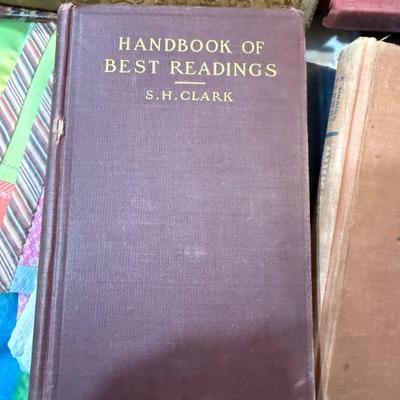 HANDBOOK OF
BEST READINGS
S.H.CLARK